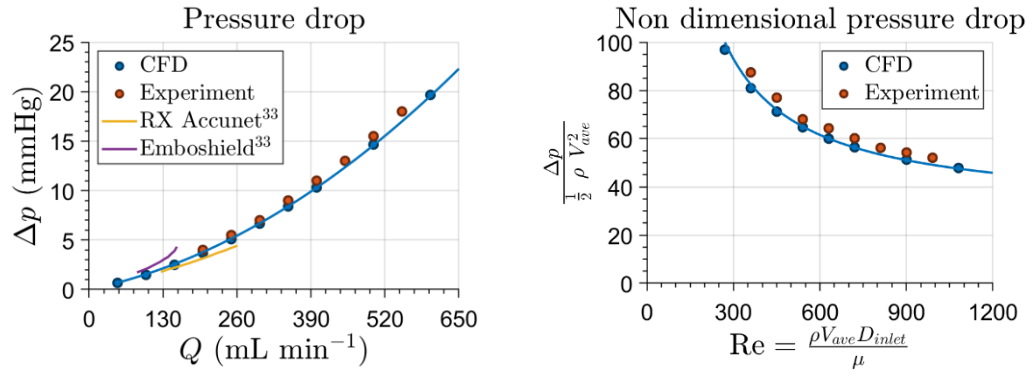 Pressure drop
25
20
15
10
5
0
Δp (mmHg)
CFD
Experiment
RX Accunet³³
Emboshield³³
0 130 260 390 520 650
Q (mL min⁻¹)
Non dimensional pressure drop
100
80
60
40
20
0
Δp / ½ ρ V²ave
CFD
Experiment
0 300 600 900 1200
Re = ρVaveDinlet / μ